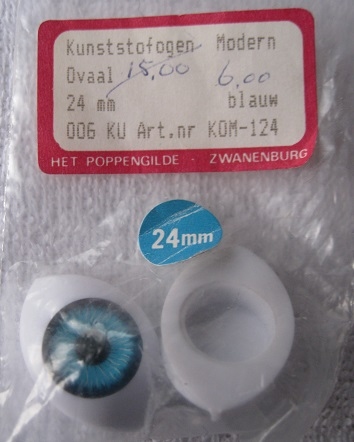 Kunststofogen Modern
Ovaal 15,00 6,00
24 mm blauw
006 KU Art.nr KOM-124
HET POPPENGILDE - ZWANENBURG
24mm